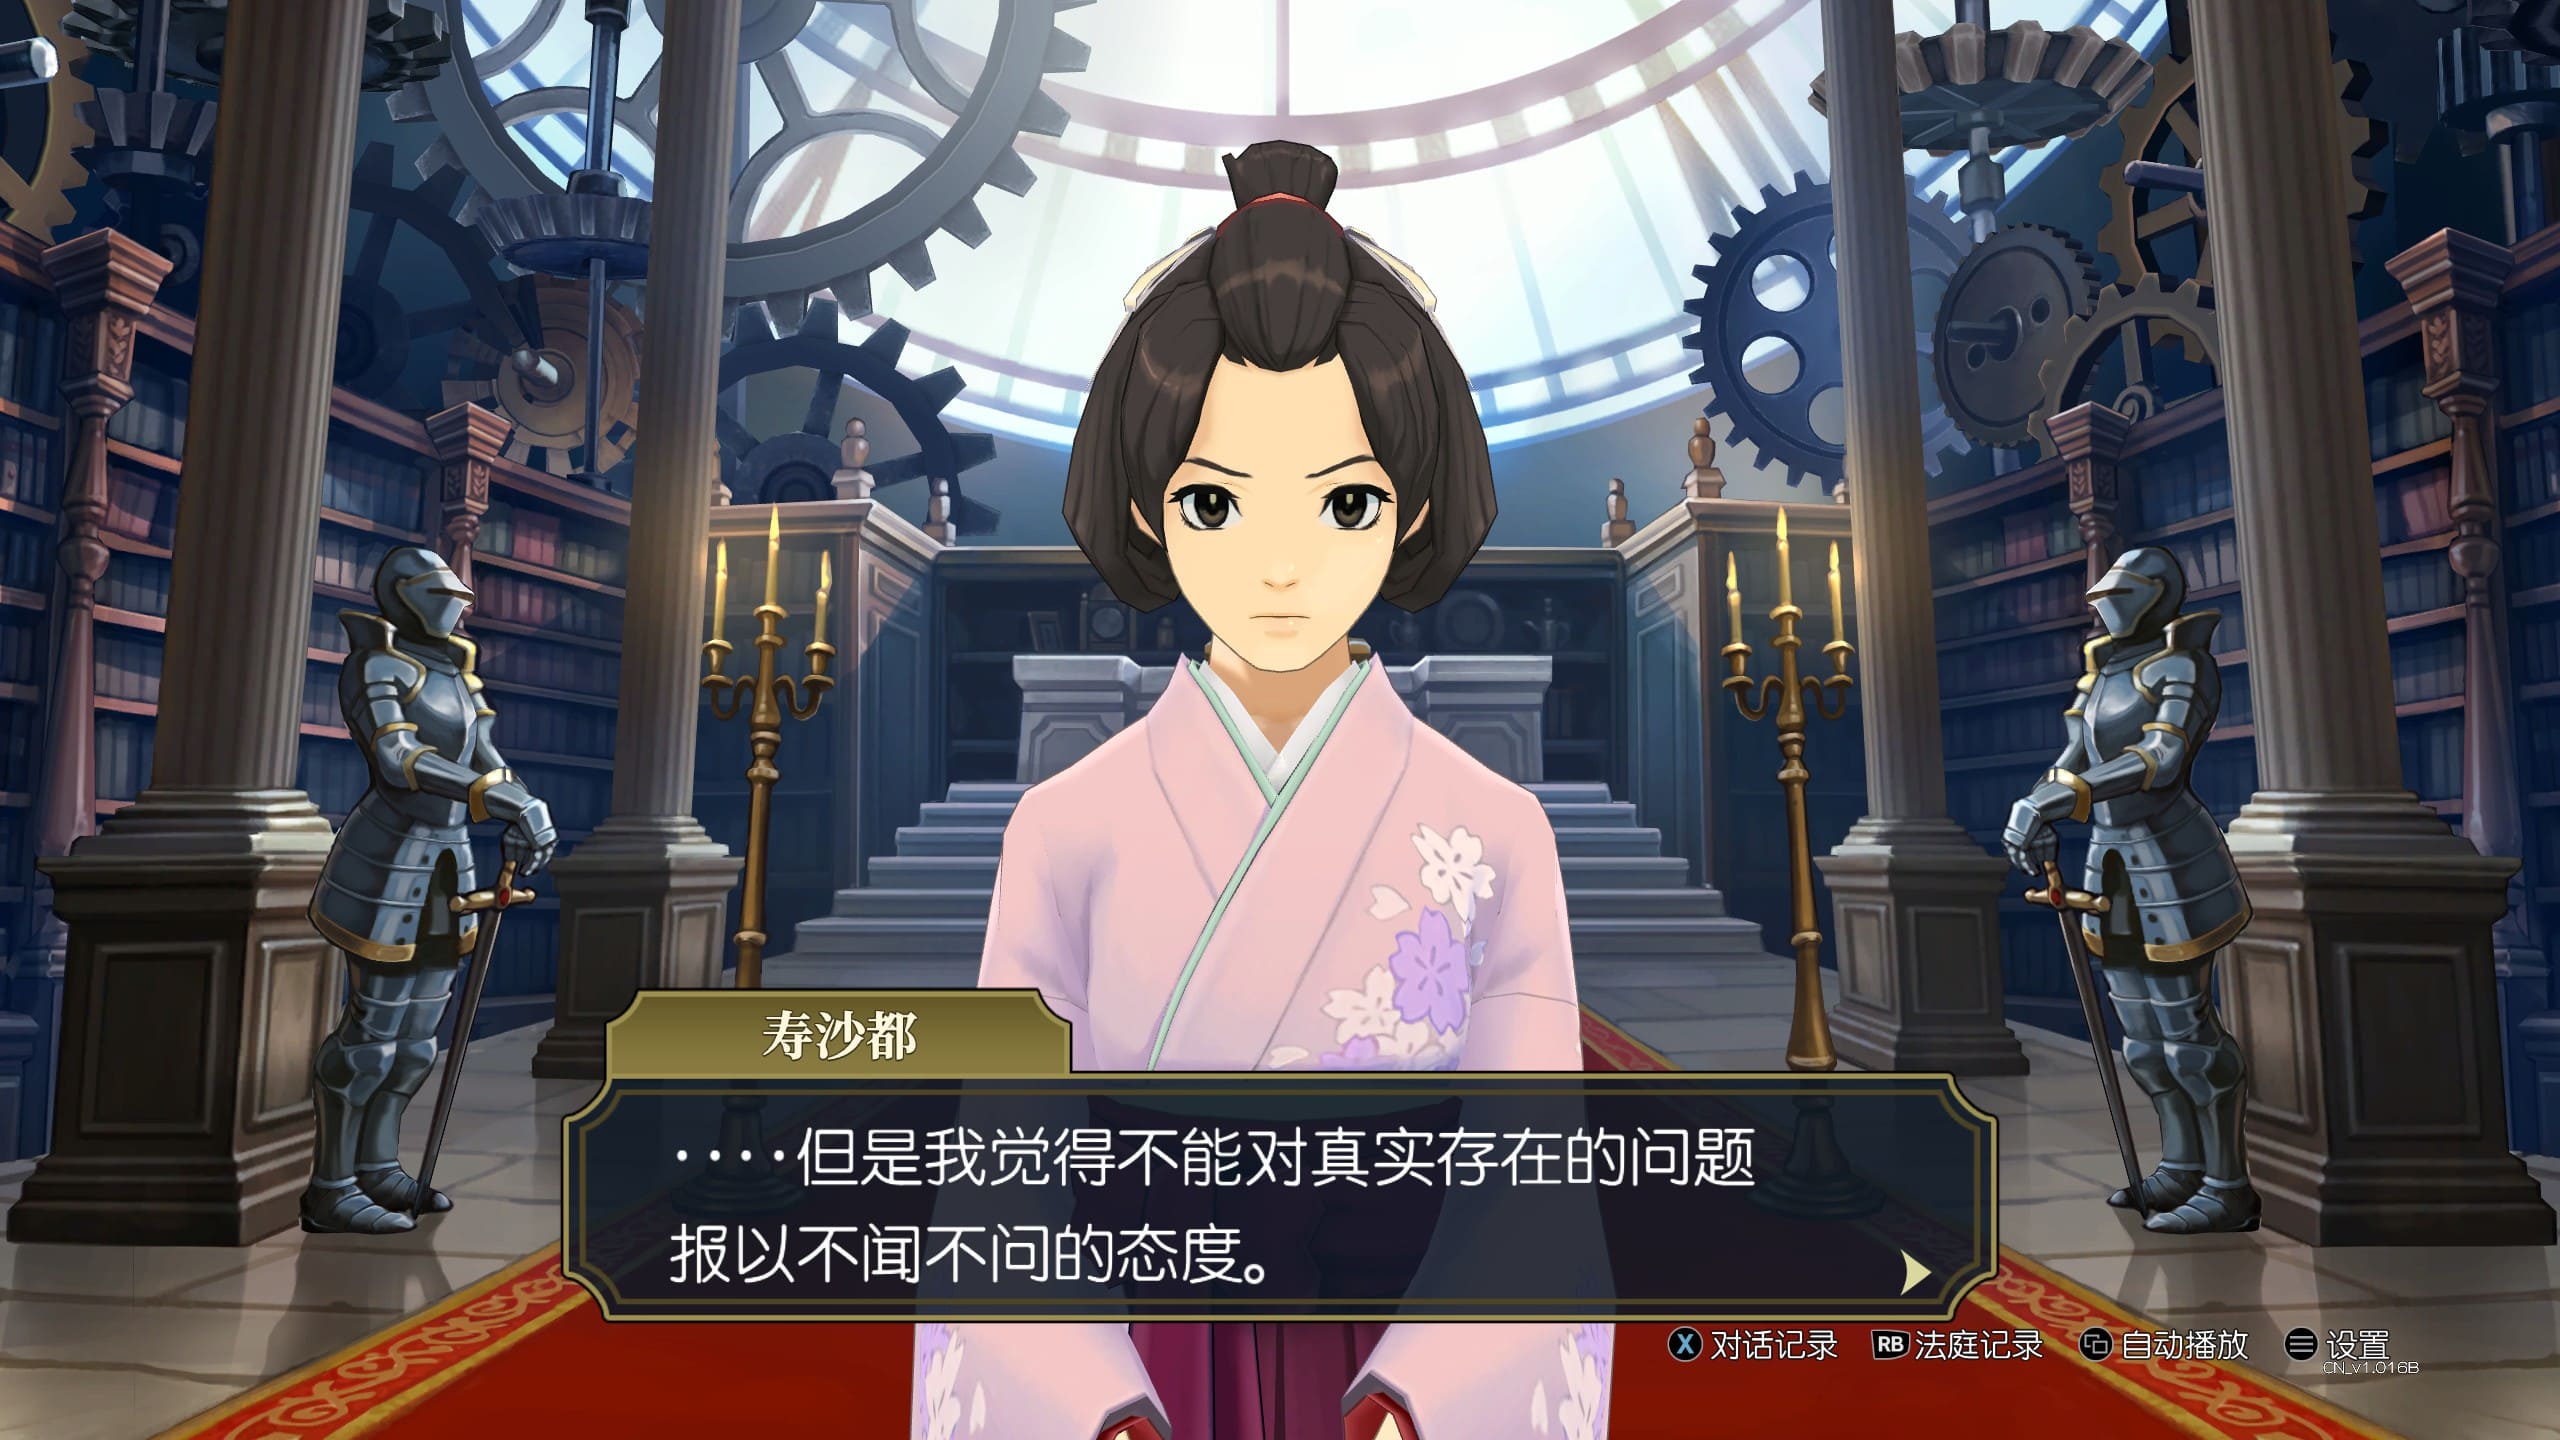 寿沙都
····但是我觉得不能对真实存在的问题
报以不闻不问的态度。
X 对话记录 RB 法庭记录 自动播放 设置
CN_v1.016B